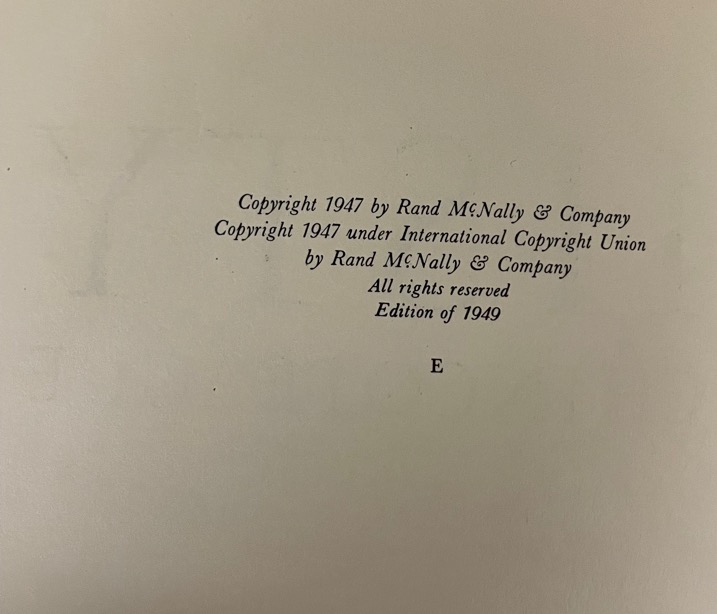 Copyright 1947 by Rand McNally & Company
Copyright 1947 under International Copyright Union
by Rand McNally & Company
All rights reserved
Edition of 1949
E